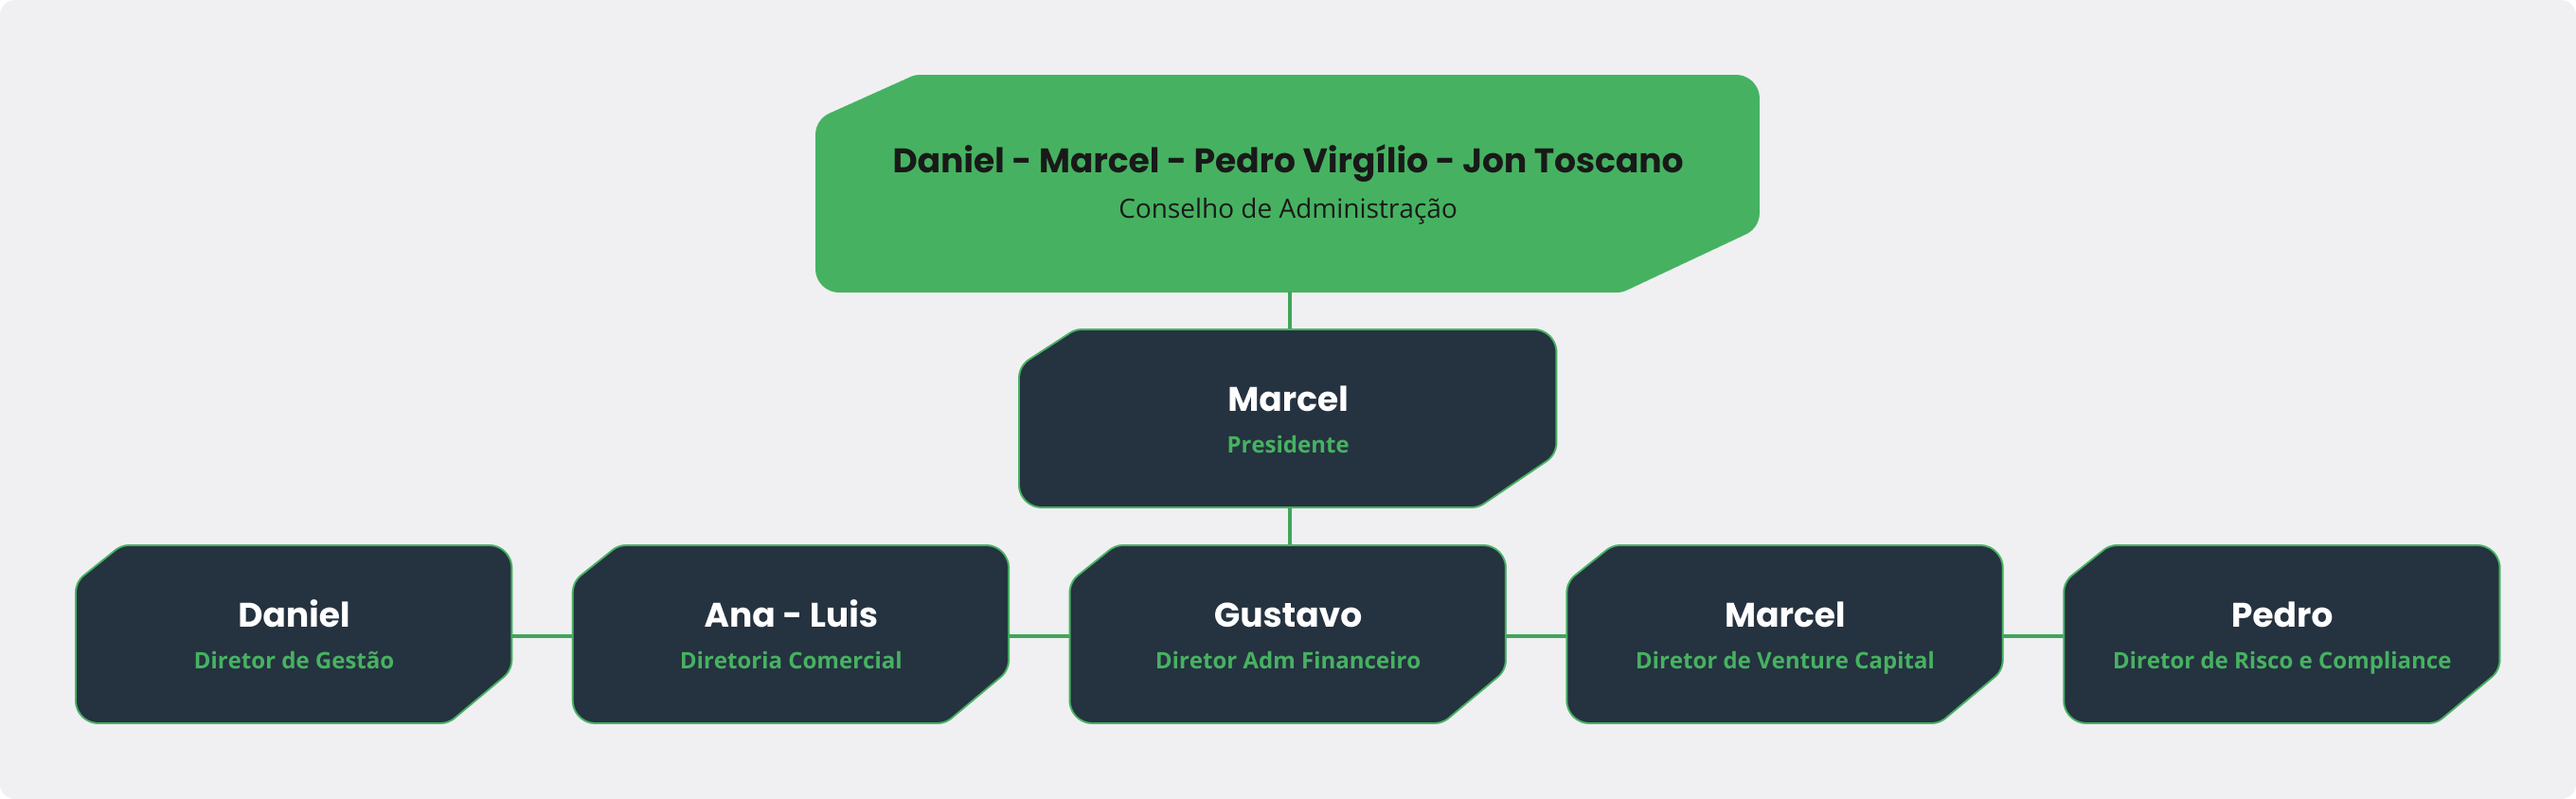 Daniel - Marcel - Pedro Virgílio - Jon Toscano
Conselho de Administração
Marcel
Presidente
Daniel
Diretor de Gestão
Ana - Luis
Diretoria Comercial
Gustavo
Diretor Adm Financeiro
Marcel
Diretor de Venture Capital
Pedro
Diretor de Risco e Compliance